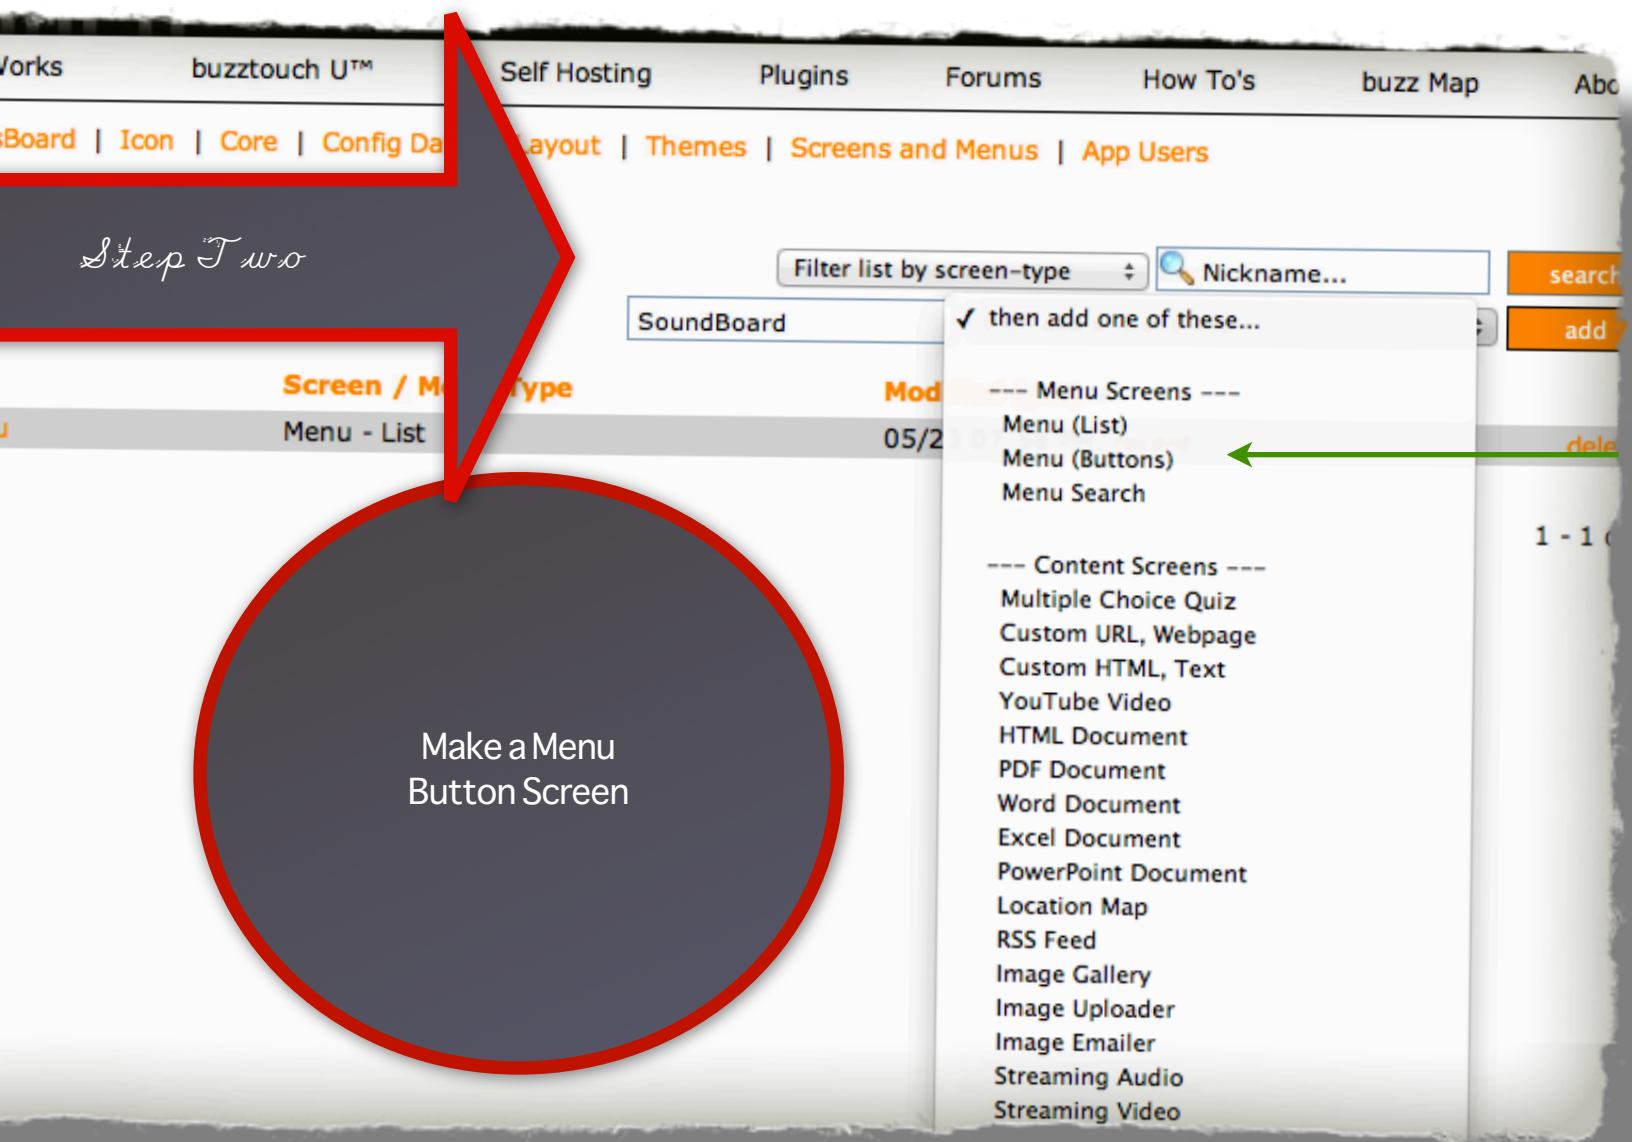 buzztouch U™ Self Hosting Plugins Forums How To's buzz Map
Board | Icon | Core | Config Da Layout | Themes | Screens and Menus | App Users
Step Two
Filter list by screen-type Nickname... search
SoundBoard then add one of these... add
Screen / M Type Mod
--- Menu Screens ---
Menu - List 05/2
Menu (List)
dele
Menu (Buttons)
Menu Search
1 - 1
--- Content Screens ---
Multiple Choice Quiz
Custom URL, Webpage
Custom HTML, Text
YouTube Video
HTML Document
PDF Document
Word Document
Excel Document
PowerPoint Document
Location Map
RSS Feed
Image Gallery
Image Uploader
Image Emailer
Streaming Audio
Streaming Video
Make a Menu
Button Screen